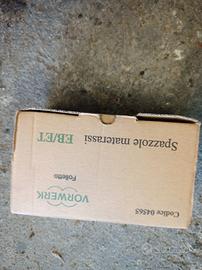 Spazzole materassi
EB/ET
Folletto
VORWERK
Codice 04565